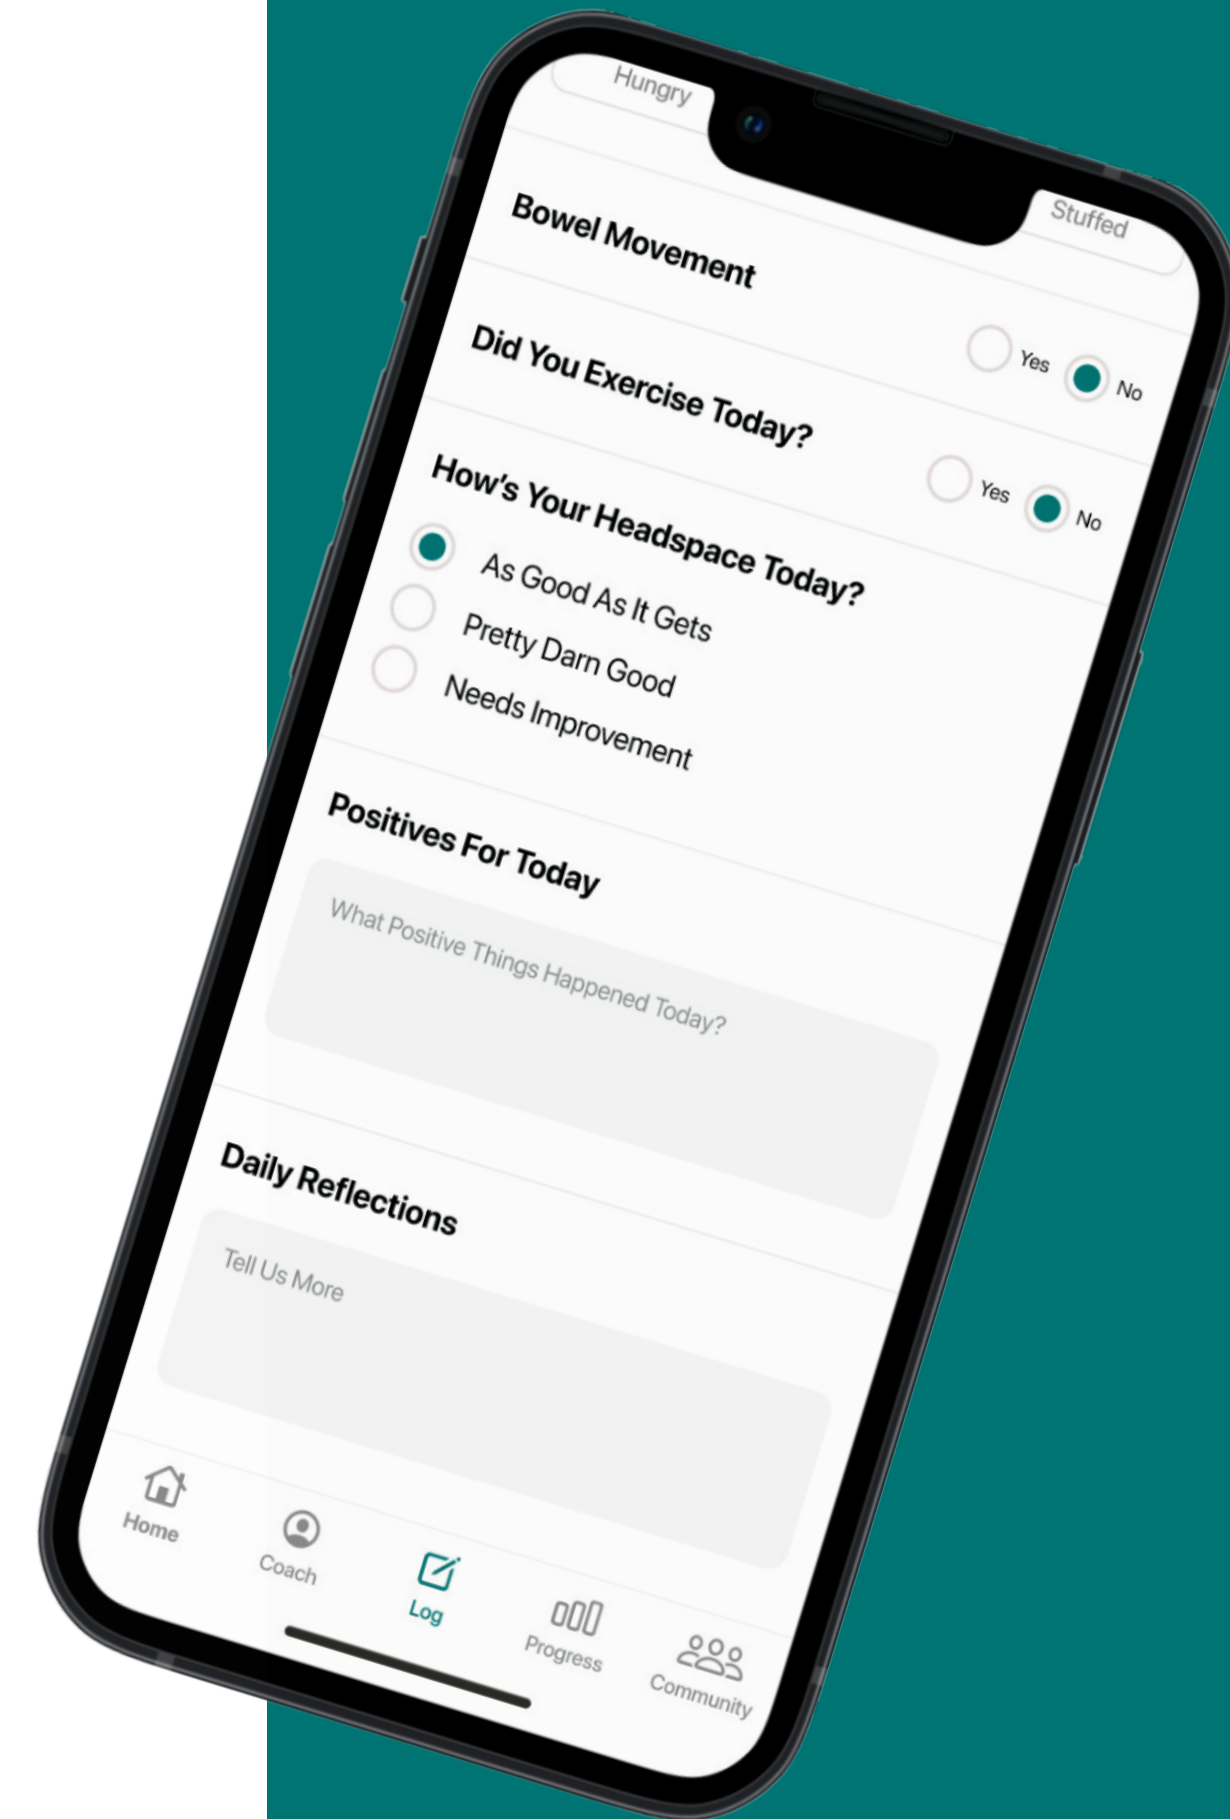 Hungry
Stuffed
Bowel Movement
Yes
No
Did You Exercise Today?
Yes
No
How's Your Headspace Today?
As Good As It Gets
Pretty Darn Good
Needs Improvement
Positives For Today
What Positive Things Happened Today?
Daily Reflections
Tell Us More
Home
Coach
Log
Progress
Community